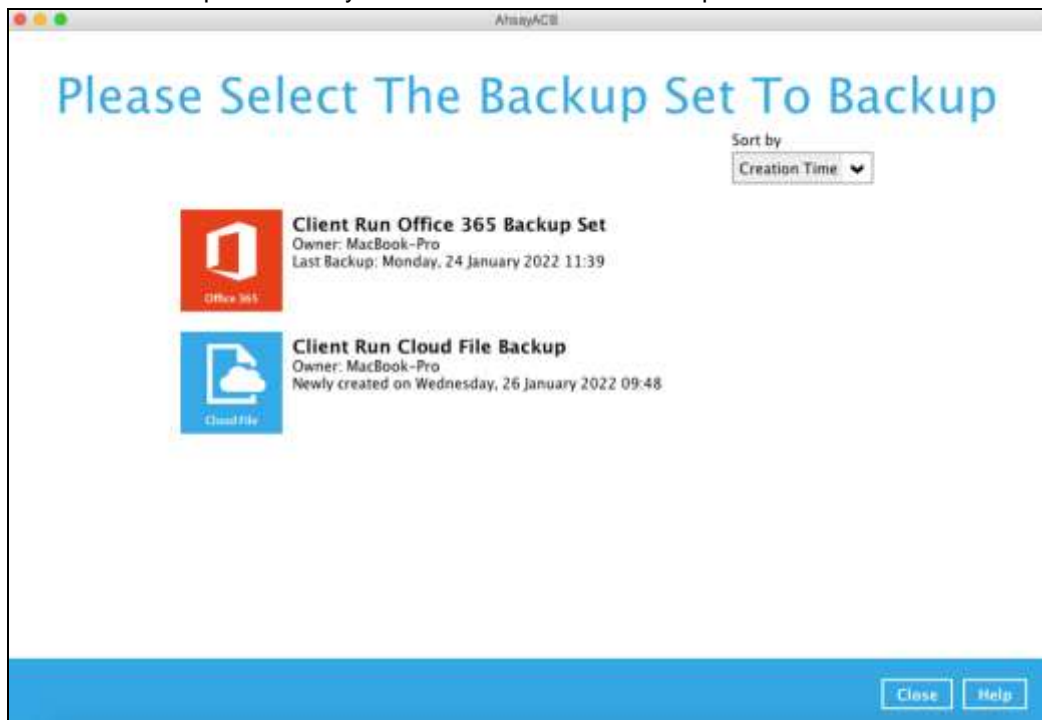 AhsayACB
Please Select The Backup Set To Backup
Sort by
Creation Time
Client Run Office 365 Backup Set
Owner: MacBook-Pro
Last Backup: Monday, 24 January 2022 11:39
Office 365
Client Run Cloud File Backup
Owner: MacBook-Pro
Newly created on Wednesday, 26 January 2022 09:48
Cloud File
Close
Help